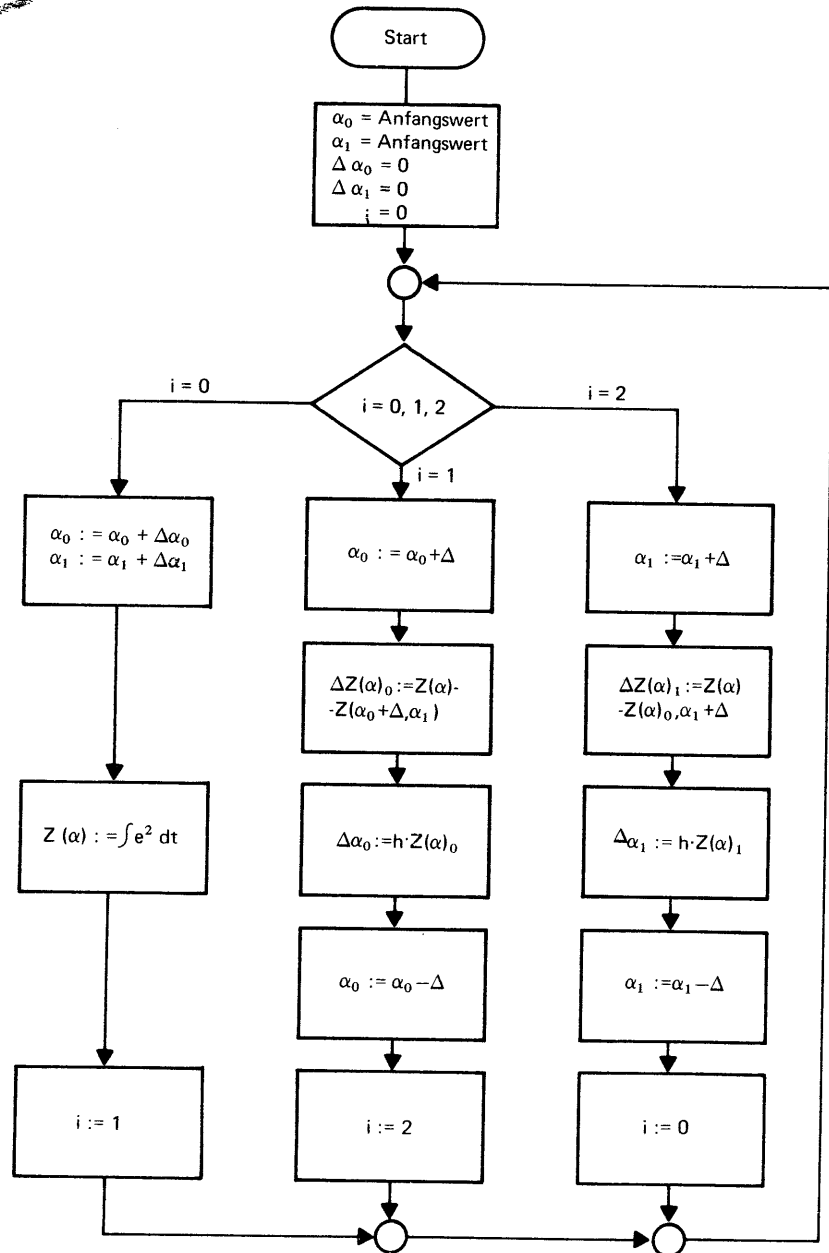 Start
α₀ = Anfangswert
α₁ = Anfangswert
Δ α₀ = 0
Δ α₁ = 0
i = 0
i = 0, 1, 2
i = 0
i = 1
i = 2
α₀ : = α₀ + Δα₀
α₁ : = α₁ + Δα₁
Z (α) : = ∫ e² dt
i := 1
α₀ : = α₀+Δ
ΔZ(α)₀ :=Z(α)-
-Z(α₀+Δ,α₁)
Δα₀ :=h·Z(α)₀
α₀ := α₀−Δ
i := 2
α₁ :=α₁+Δ
ΔZ(α)₁ :=Z(α)
-Z(α)₀,α₁+Δ
Δα₁ := h·Z(α)₁
α₁ :=α₁−Δ
i := 0